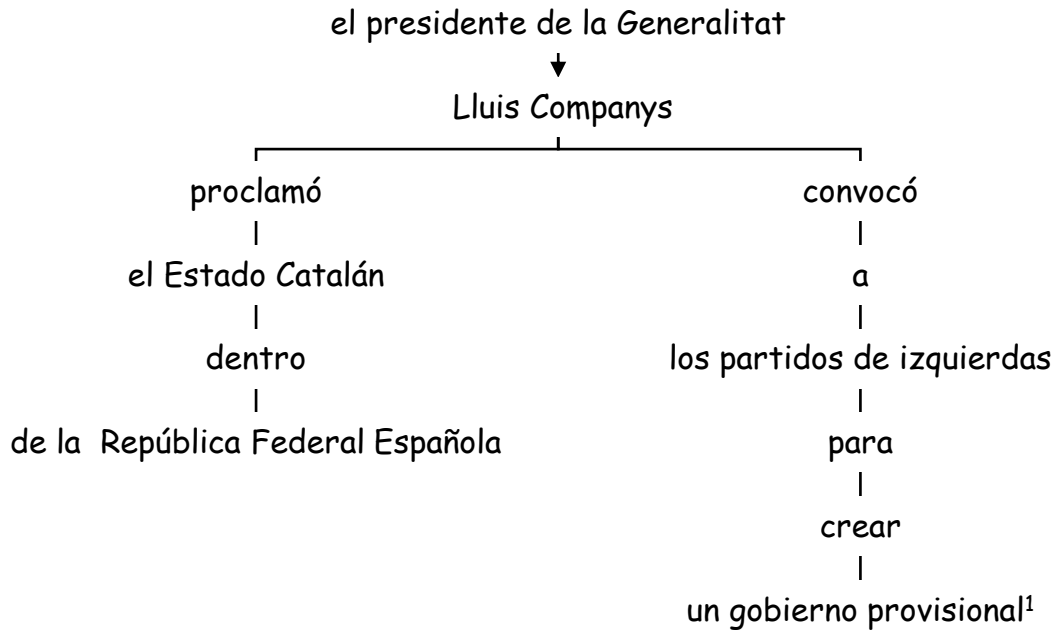 el presidente de la Generalitat
Lluis Companys
proclamó
el Estado Catalán
dentro
de la República Federal Española
convocó
a
los partidos de izquierdas
para
crear
un gobierno provisional¹